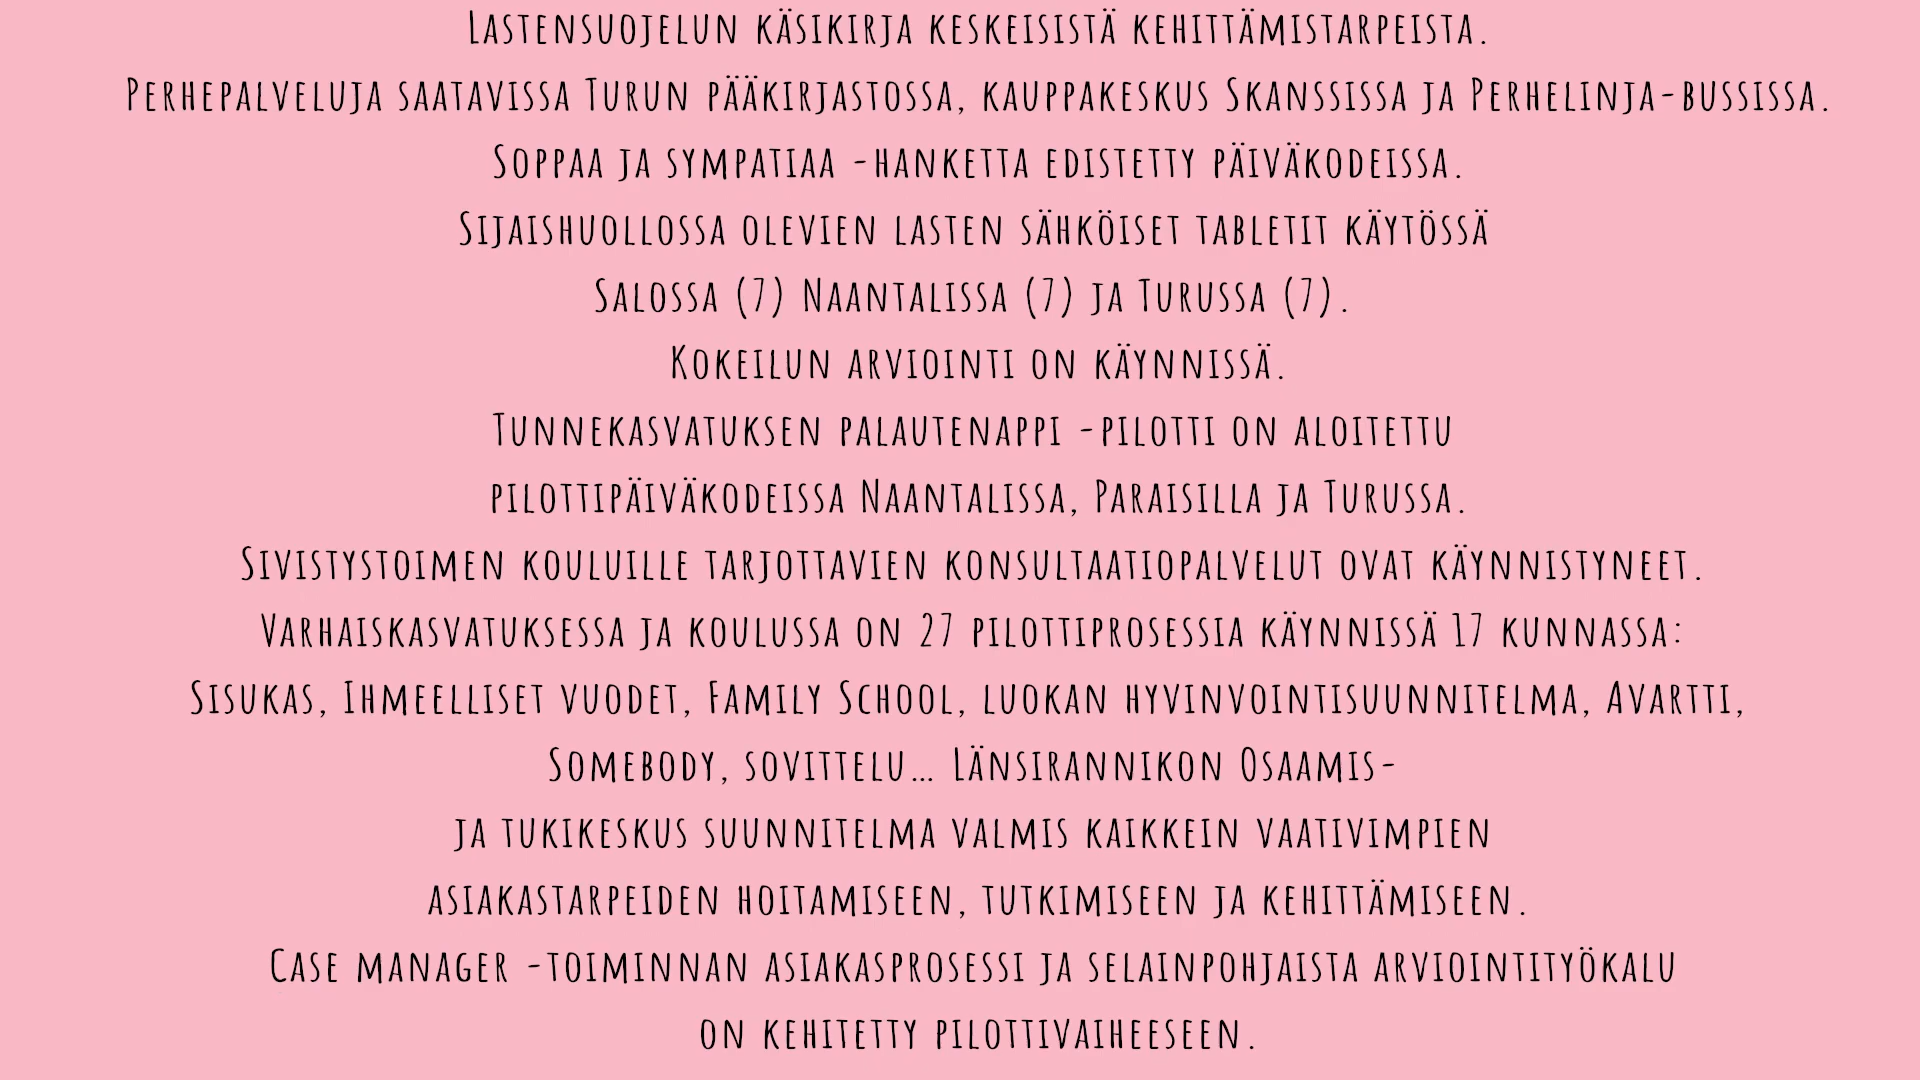 Lastensuojelun käsikirja keskeisistä kehittämistarpeista.
Perhepalveluja saatavissa Turun pääkirjastossa, kauppakeskus Skanssissa ja Perhelinja-bussissa.
Soppaa ja sympatiaa -hanketta edistetty päiväkodeissa.
Sijaishuollossa olevien lasten sähköiset tabletit käytössä
Salossa (7) Naantalissa (7) ja Turussa (7).
Kokeilun arviointi on käynnissä.
Tunnekasvatuksen palautenappi -pilotti on aloitettu
pilottipäiväkodeissa Naantalissa, Paraisilla ja Turussa.
Sivistystoimen kouluille tarjottavien konsultaatiopalvelut ovat käynnistyneet.
Varhaiskasvatuksessa ja koulussa on 27 pilottiprosessia käynnissä 17 kunnassa:
Sisukas, Ihmeelliset vuodet, Family School, luokan hyvinvointisuunnitelma, Avartti,
Somebody, sovittelu... Länsirannikon Osaamis-
ja tukikeskus suunnitelma valmis kaikkein vaativimpien
asiakastarpeiden hoitamiseen, tutkimiseen ja kehittämiseen.
Case manager -toiminnan asiakasprosessi ja selainpohjaista arviointityökalu
on kehitetty pilottivaiheeseen.